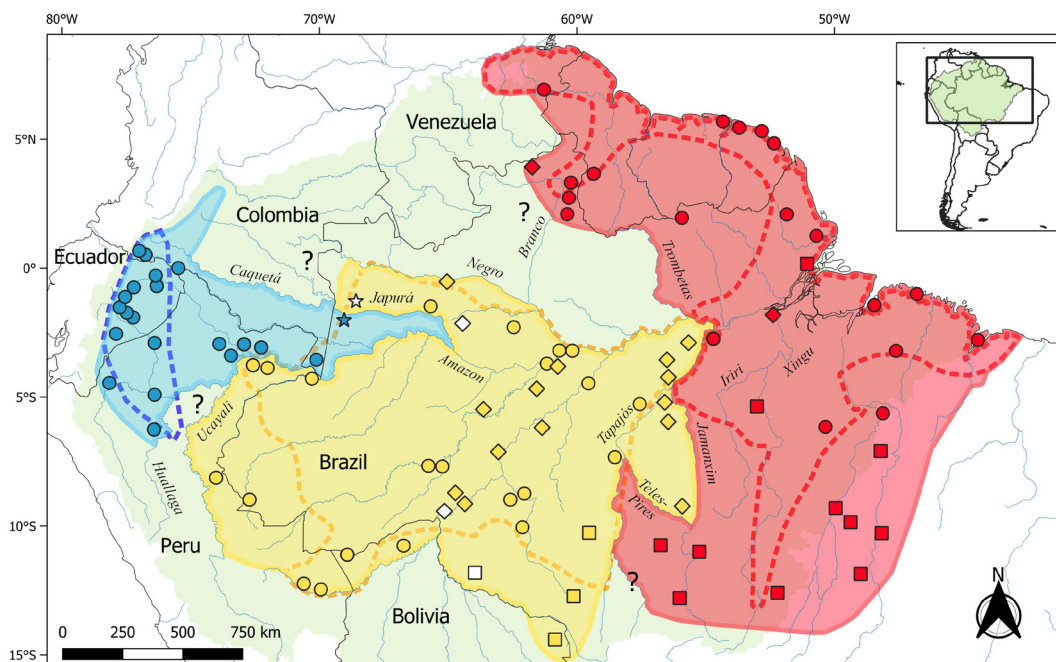 80°W 70°W 60°W 50°W
5°N
0°
5°S
10°S
15°S
Venezuela
Colombia
Ecuador
Caquetá
Japurá
Negro
Branco
Trombetas
?
?
?
?
Amazon
Iriri
Xingu
Ucayali
Tapajós
Jamanxim
Brazil
Huallaga
Teles-
Pires
Peru
Bolivia
N
0 250 500 750 km